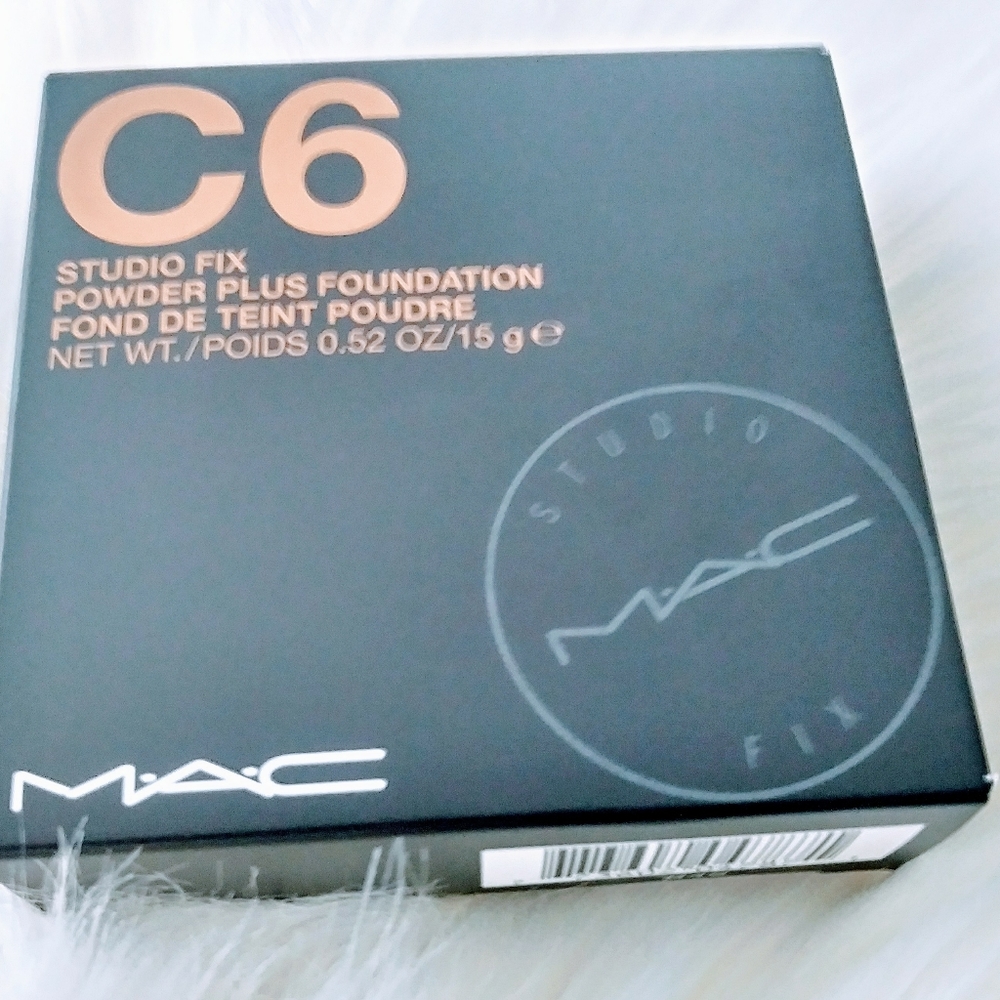 C6
STUDIO FIX
POWDER PLUS FOUNDATION
FOND DE TEINT POUDRE
NET WT./POIDS 0.52 OZ/15 g ℮
STUDIO
M·A·C
FIX
M·A·C